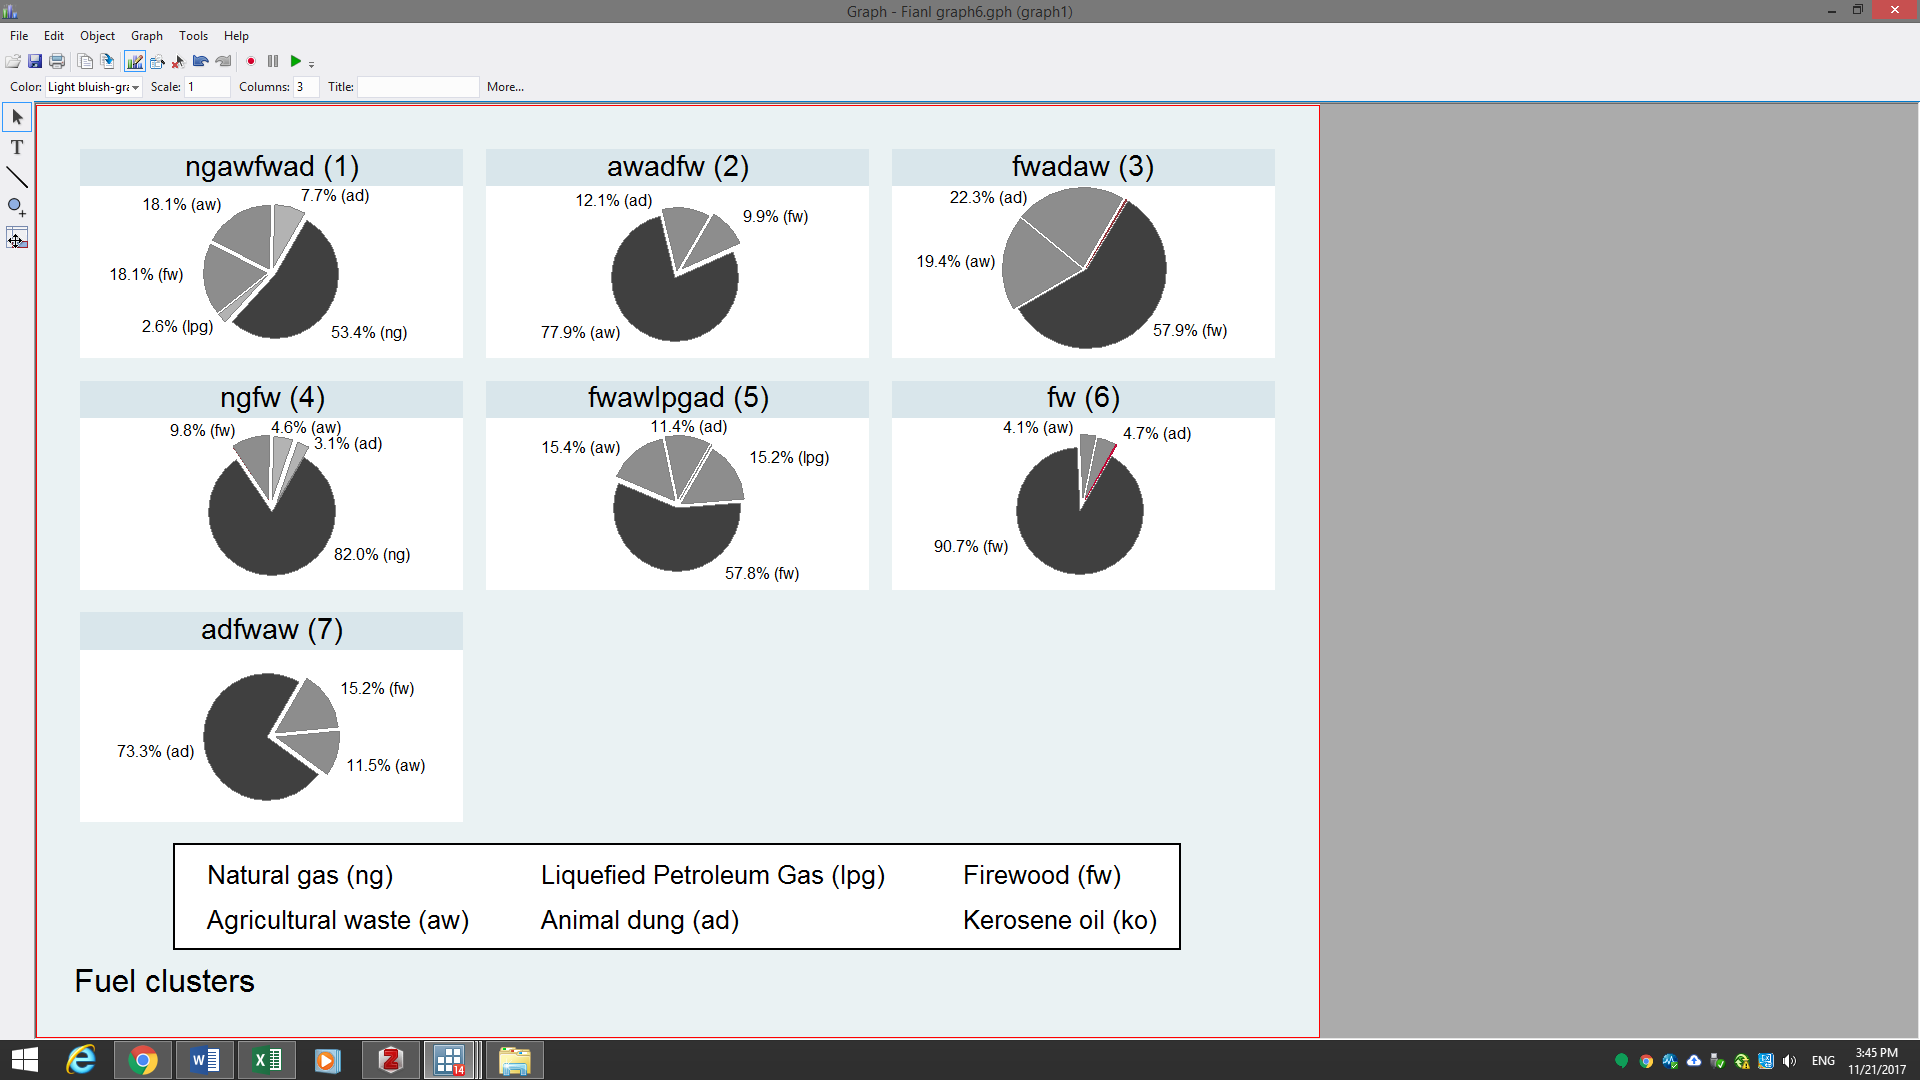 Graph - Fianl graph6.gph (graph1)
File Edit Object Graph Tools Help
Color: Light bluish-gra Scale: 1 Columns: 3 Title: More...
T
ngawfwad (1)
18.1% (aw)
7.7% (ad)
18.1% (fw)
2.6% (lpg)
53.4% (ng)
awadfw (2)
12.1% (ad)
9.9% (fw)
77.9% (aw)
fwadaw (3)
22.3% (ad)
19.4% (aw)
57.9% (fw)
ngfw (4)
9.8% (fw)
4.6% (aw)
3.1% (ad)
82.0% (ng)
fwawlpgad (5)
11.4% (ad)
15.4% (aw)
15.2% (lpg)
57.8% (fw)
fw (6)
4.1% (aw)
4.7% (ad)
90.7% (fw)
adfwaw (7)
15.2% (fw)
73.3% (ad)
11.5% (aw)
Natural gas (ng) Liquefied Petroleum Gas (lpg) Firewood (fw)
Agricultural waste (aw) Animal dung (ad) Kerosene oil (ko)
Fuel clusters
14
ENG
3:45 PM
11/21/2017